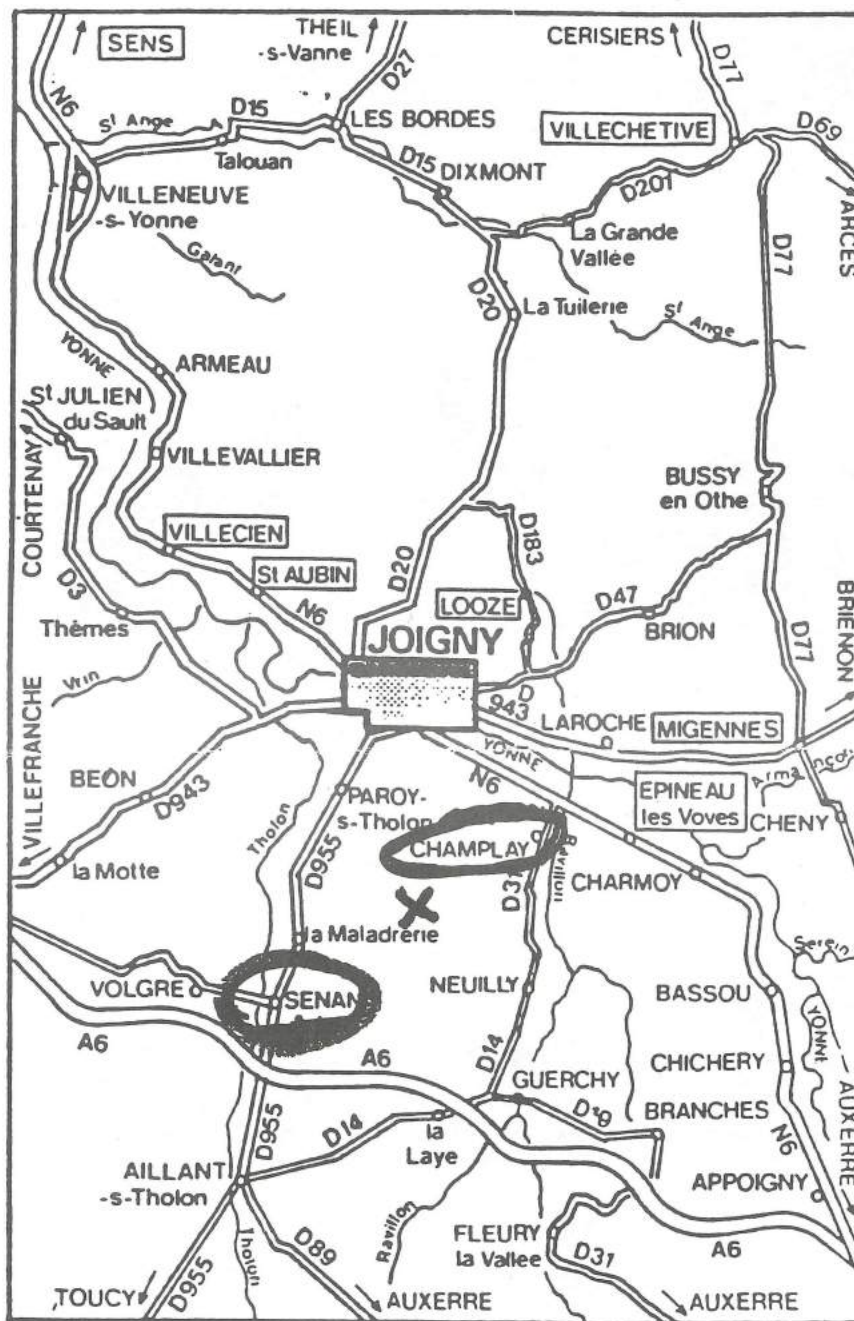 THEIL
-s-Vanne
SENS
CERISIERS
D27
D77
N6
D15
St Ange
LES BORDES
VILLECHETIVE
D69
Talouan
D15
DIXMONT
D201
VILLENEUVE
-s-Yonne
ARCES
La Grande
Vallée
Galant
D77
D20
La Tuilerie
St Ange
YONNE
ARMEAU
St JULIEN
du Sault
VILLEVALLIER
BUSSY
en Othe
COURTENAY
VILLECIEN
D183
D20
St AUBIN
D3
D47
LOOZE
N6
Thèmes
JOIGNY
BRION
BRIENON
D77
Vrin
D
943
LAROCHE
MIGENNES
VILLEFRANCHE
YONNE
BEÔN
N6
D943
PAROY-
s-Tholon
EPINEAU
les Voves
CHENY
Tholon
CHAMPLAY
Ravillon
la Motte
D955
D31
CHARMOY
X
la Maladrerie
Serein
VOLGRE
SENAN
NEUILLY
BASSOU
YONNE
A6
A6
D14
CHICHERY
GUERCHY
BRANCHES
D955
D14
la
Laye
N6
AUXERRE
AILLANT
-s-Tholon
APPOIGNY
FLEURY
la Vallee
Ravillon
D89
Tholon
D31
A6
D955
TOUCY
AUXERRE
AUXERRE